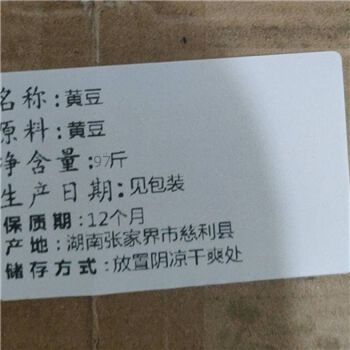 名称:黄豆
原料:黄豆
净含量:97斤
生产日期:见包装
保质期:12个月
产地:湖南张家界市慈利县
储存方式:放置阴凉干爽处